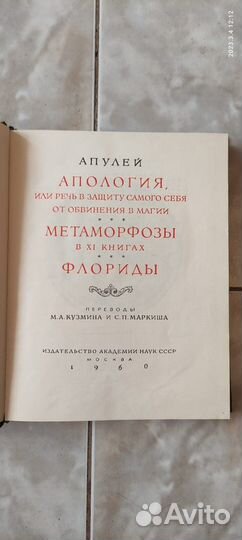 2023.3.4 12:12
АПУЛЕЙ
АПОЛОГИЯ,
ИЛИ РЕЧЬ В ЗАЩИТУ САМОГО СЕБЯ
ОТ ОБВИНЕНИЯ В МАГИИ
* * *
МЕТАМОРФОЗЫ
В XI КНИГАХ
* * *
ФЛОРИДЫ
ПЕРЕВОДЫ
М.А.КУЗМИНА И С.П.МАРКИША
ИЗДАТЕЛЬСТВО АКАДЕМИИ НАУК СССР
МОСКВА
1960
Avito